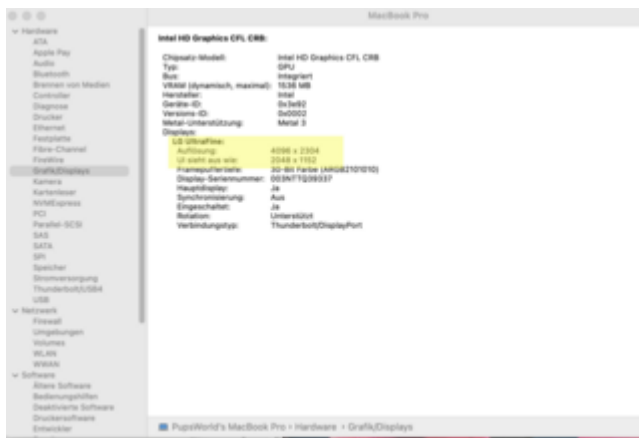 MacBook Pro
Hardware
ATA
Apple Pay
Audio
Bluetooth
Brennen von Medien
Controller
Diagnose
Drucker
Ethernet
Festplatte
Fibre-Channel
FireWire
Grafik/Displays
Kamera
Kartenleser
NVMExpress
PCI
Parallel-SCSI
SAS
SATA
SPI
Speicher
Stromversorgung
Thunderbolt/USB4
USB
Netzwerk
Firewall
Umgebungen
Volumes
WLAN
WWAN
Software
Ältere Software
Bedienungshilfen
Deaktivierte Software
Druckersoftware
Entwickler
Intel HD Graphics CFL CRB:
Chipsatz-Modell: Intel HD Graphics CFL CRB
Typ: GPU
Bus: Integriert
VRAM (dynamisch, maximal): 1536 MB
Hersteller: Intel
Geräte-ID: 0x3e92
Versions-ID: 0x0002
Metal-Unterstützung: Metal 3
Displays:
LG UltraFine:
Auflösung: 4096 x 2304
UI sieht aus wie: 2048 x 1152
Framepuffertiefe: 30-Bit Farbe (ARGB2101010)
Display-Seriennummer: 003NTTQ39337
Hauptdisplay: Ja
Synchronisierung: Aus
Eingeschaltet: Ja
Rotation: Unterstützt
Verbindungstyp: Thunderbolt/DisplayPort
PupsWorld's MacBook Pro › Hardware › Grafik/Displays